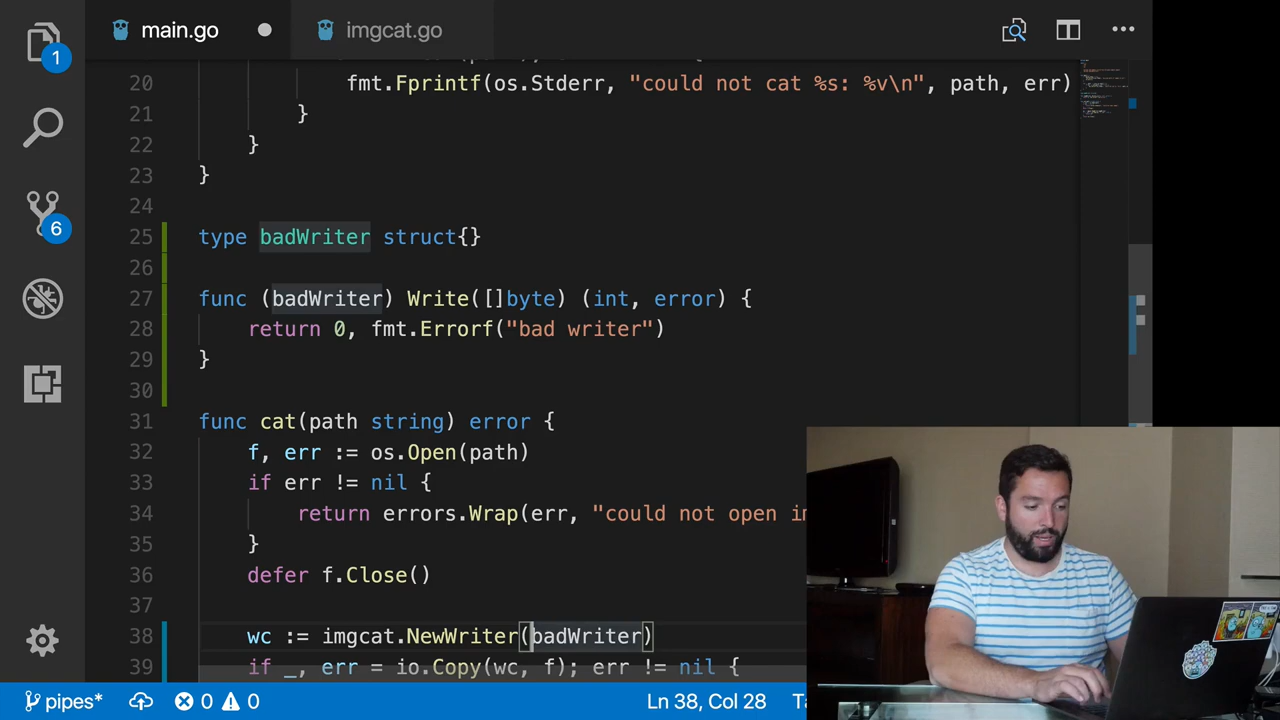 main.go
imgcat.go
1
6
20 fmt.Fprintf(os.Stderr, "could not cat %s: %v\n", path, err)
21 }
22 }
23 }
24
25 type badWriter struct{}
26
27 func (badWriter) Write([]byte) (int, error) {
28 return 0, fmt.Errorf("bad writer")
29 }
30
31 func cat(path string) error {
32 f, err := os.Open(path)
33 if err != nil {
34 return errors.Wrap(err, "could not open
35 }
36 defer f.Close()
37
38 wc := imgcat.NewWriter(badWriter)
39 if _, err = io.Copy(wc, f); err != nil {
pipes* 0 0 Ln 38, Col 28